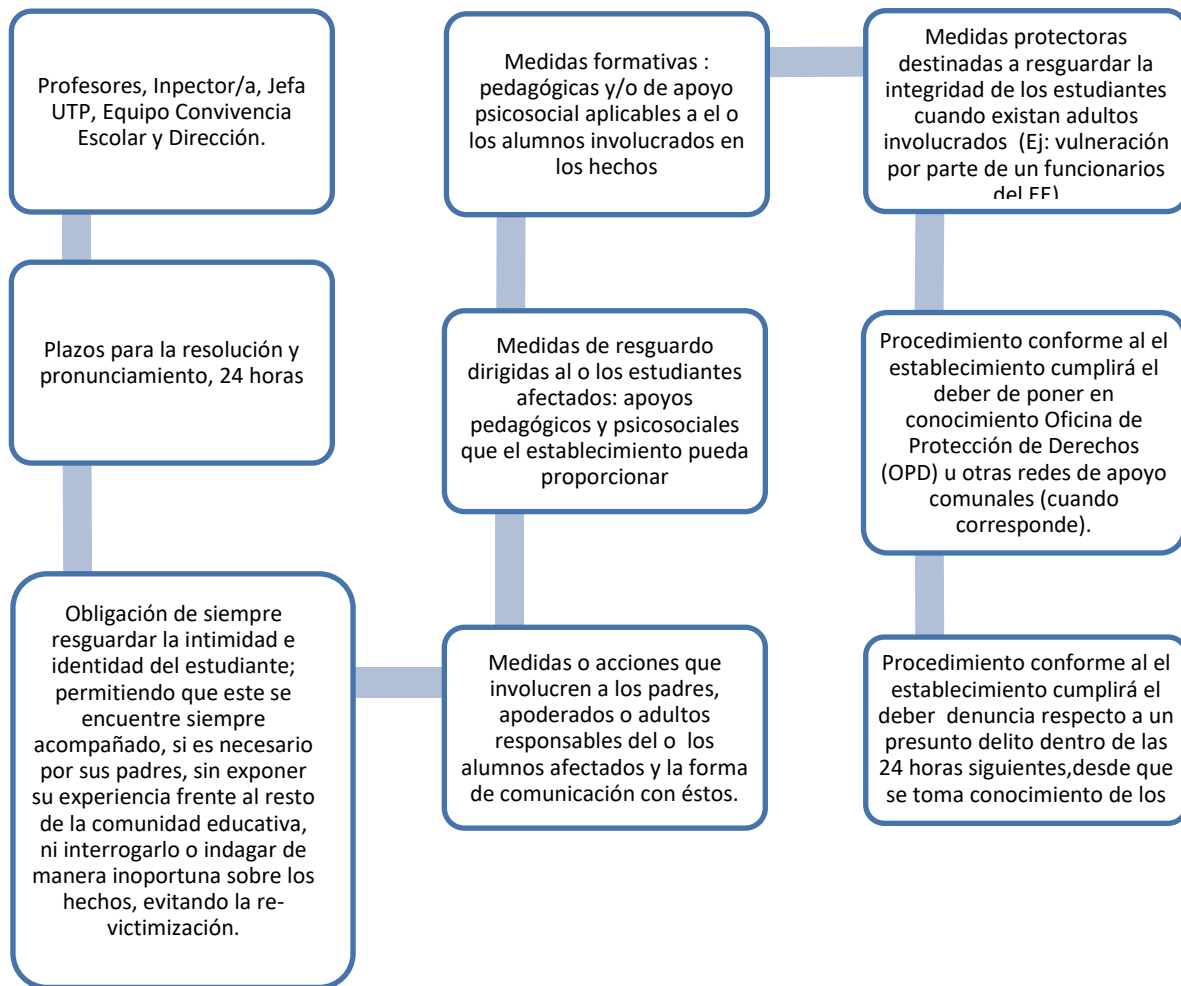 Profesores, Inpector/a, Jefa
UTP, Equipo Convivencia
Escolar y Dirección.
Plazos para la resolución y
pronunciamiento, 24 horas
Obligación de siempre
resguardar la intimidad e
identidad del estudiante;
permitiendo que este se
encuentre siempre
acompañado, si es necesario
por sus padres, sin exponer
su experiencia frente al resto
de la comunidad educativa,
ni interrogarlo o indagar de
manera inoportuna sobre los
hechos, evitando la re-
victimización.
Medidas o acciones que
involucren a los padres,
apoderados o adultos
responsables del o  los
alumnos afectados y la forma
de comunicación con éstos.
Medidas de resguardo
dirigidas al o los estudiantes
afectados: apoyos
pedagógicos y psicosociales
que el establecimiento pueda
proporcionar
Medidas formativas :
pedagógicas y/o de apoyo
psicosocial aplicables a el o
los alumnos involucrados en
los hechos
Medidas protectoras
destinadas a resguardar la
integridad de los estudiantes
cuando existan adultos
involucrados  (Ej: vulneración
por parte de un funcionarios
del EE)
Procedimiento conforme al el
establecimiento cumplirá el
deber de poner en
conocimiento Oficina de
Protección de Derechos
(OPD) u otras redes de apoyo
comunales (cuando
corresponde).
Procedimiento conforme al el
establecimiento cumplirá el
deber  denuncia respecto a un
presunto delito dentro de las
24 horas siguientes,desde que
se toma conocimiento de los